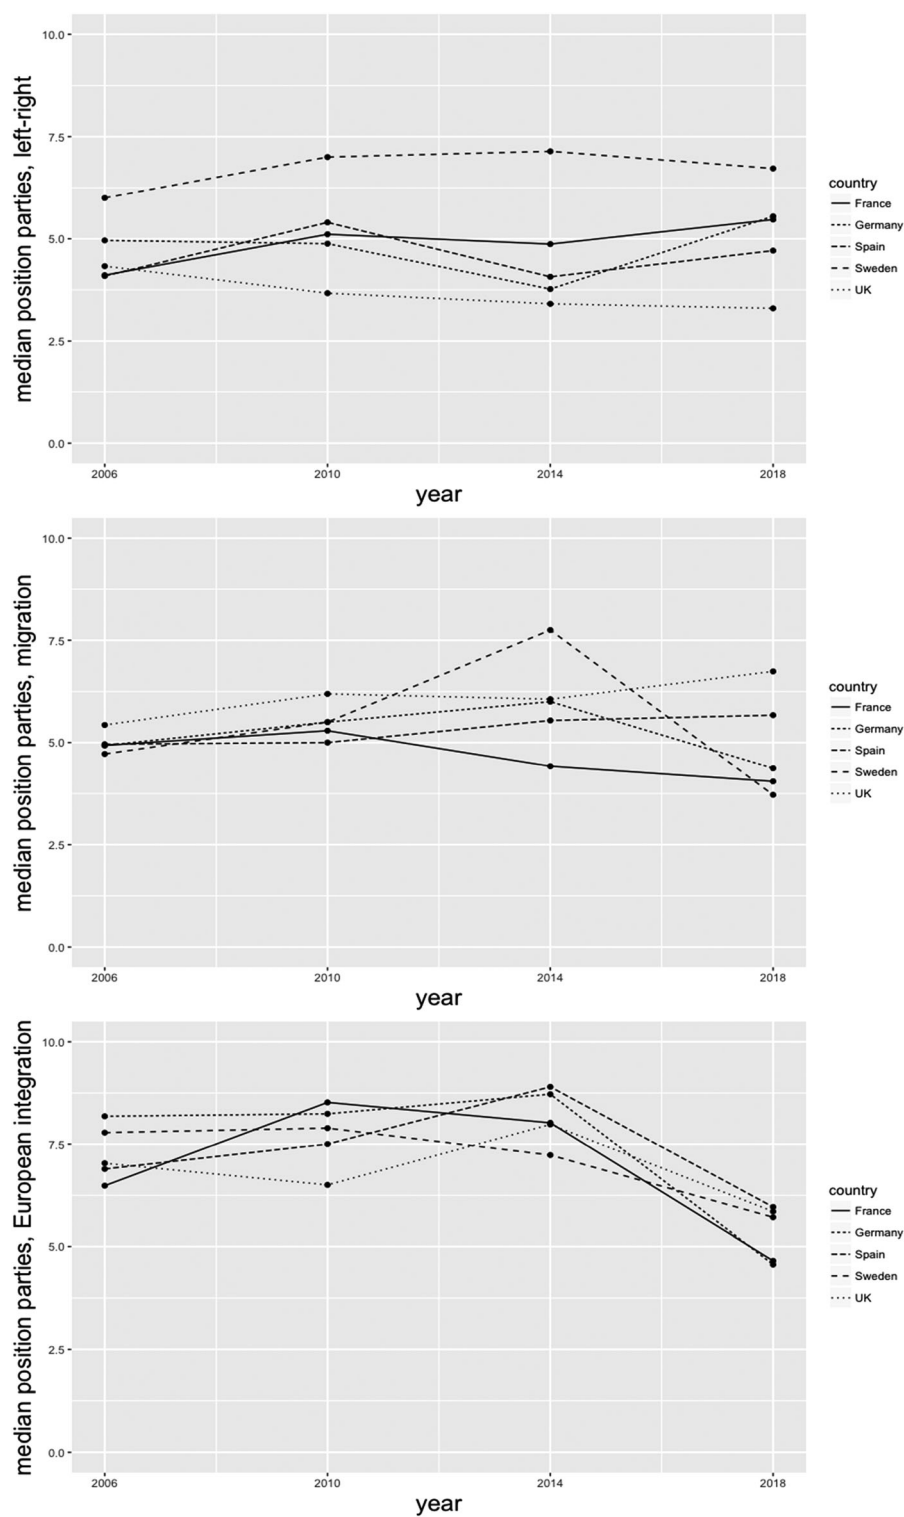 median position parties, left-right
10.0
7.5
5.0
2.5
0.0
2006 2010 2014 2018
year
country
France
Germany
Spain
Sweden
UK
median position parties, migration
10.0
7.5
5.0
2.5
0.0
2006 2010 2014 2018
year
country
France
Germany
Spain
Sweden
UK
median position parties, European integration
10.0
7.5
5.0
2.5
0.0
2006 2010 2014 2018
year
country
France
Germany
Spain
Sweden
UK